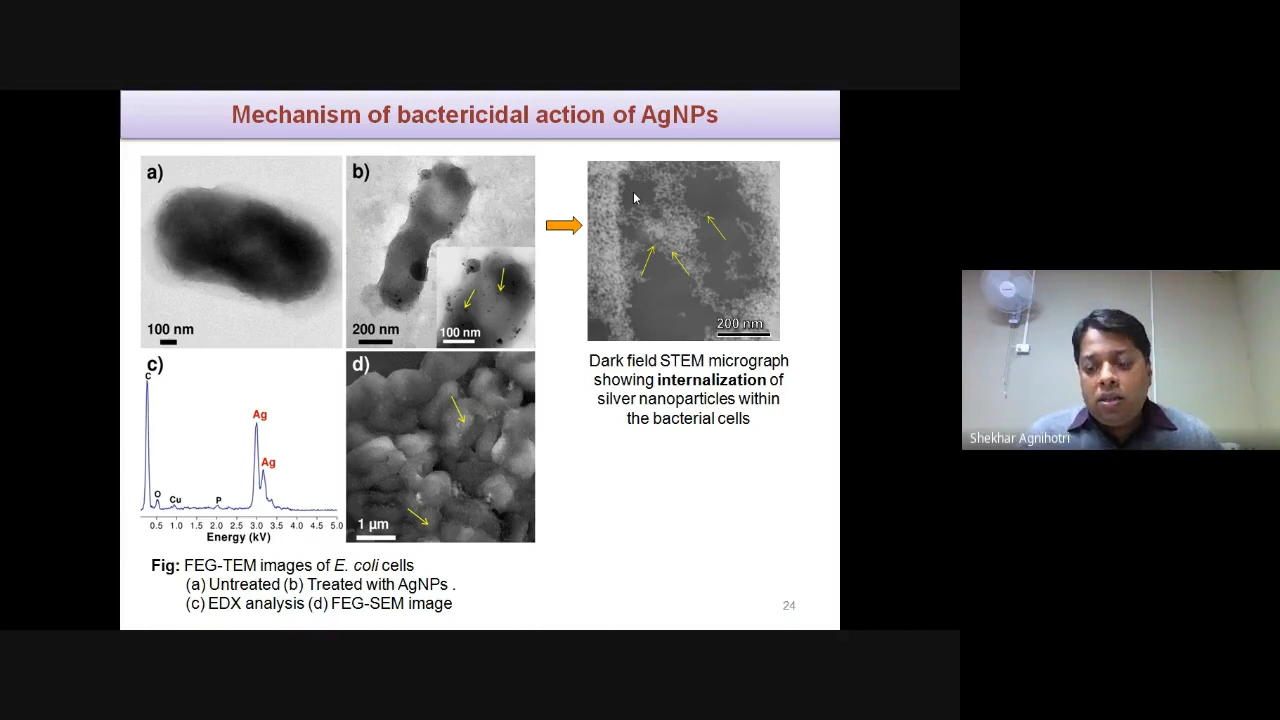 Mechanism of bactericidal action of AgNPs
a)
100 nm
b)
200 nm
100 nm
200 nm
Dark field STEM micrograph
showing internalization of
silver nanoparticles within
the bacterial cells
c)
C
Ag
Ag
O
Cu
P
0.5 1.0 1.5 2.0 2.5 3.0 3.5 4.0 4.5 5.0
Energy (kV)
d)
1 µm
Fig: FEG-TEM images of E. coli cells
(a) Untreated (b) Treated with AgNPs .
(c) EDX analysis (d) FEG-SEM image
24
Shekhar Agnihotri